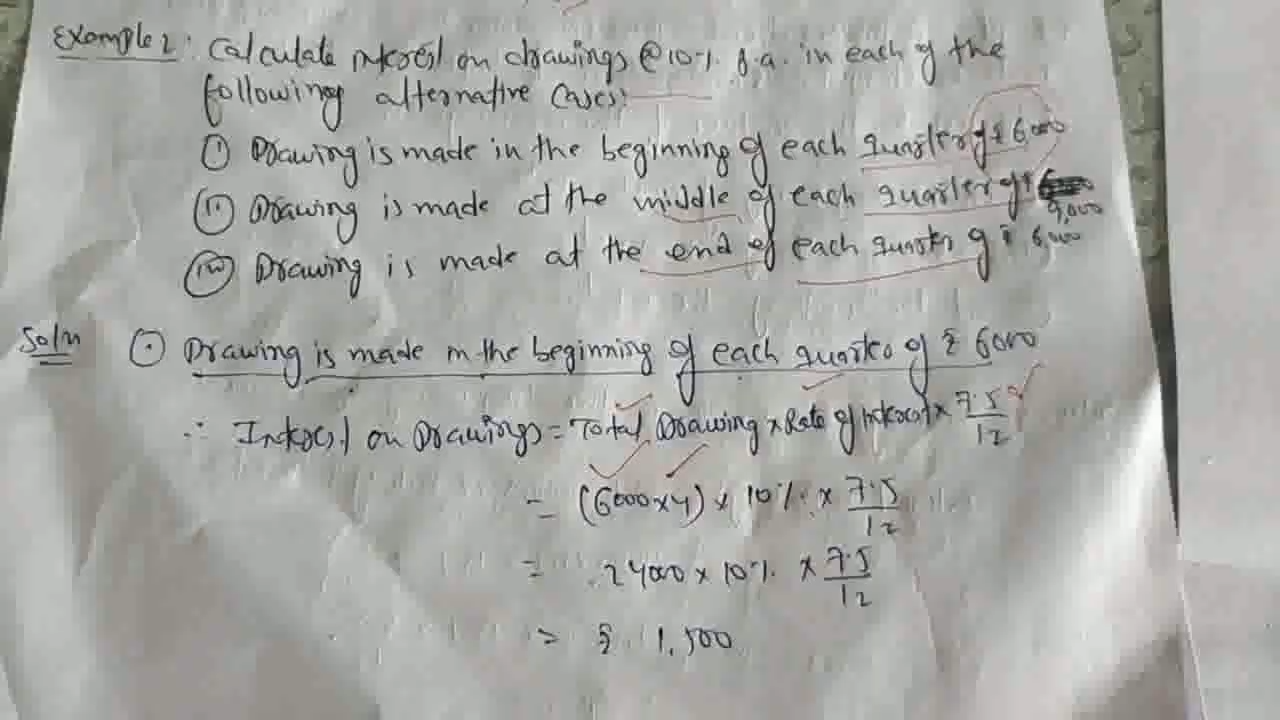 Example 2: Calculate interest on drawings @ 10% p.a. in each of the
following alternative cases:
(i) Drawing is made in the beginning of each quarter of ₹ 6000
(ii) Drawing is made at the middle of each quarter of ₹
9,000
(iii) Drawing is made at the end of each quarter of ₹ 6,000
Soln (i) Drawing is made in the beginning of each quarter of ₹ 6000
∴ Interest on Drawings = Total Drawing x Rate of Interest x 7.5/12
= (6000x4) x 10% x 7.5/12
= 24000 x 10% x 7.5/12
= ₹ 1,500